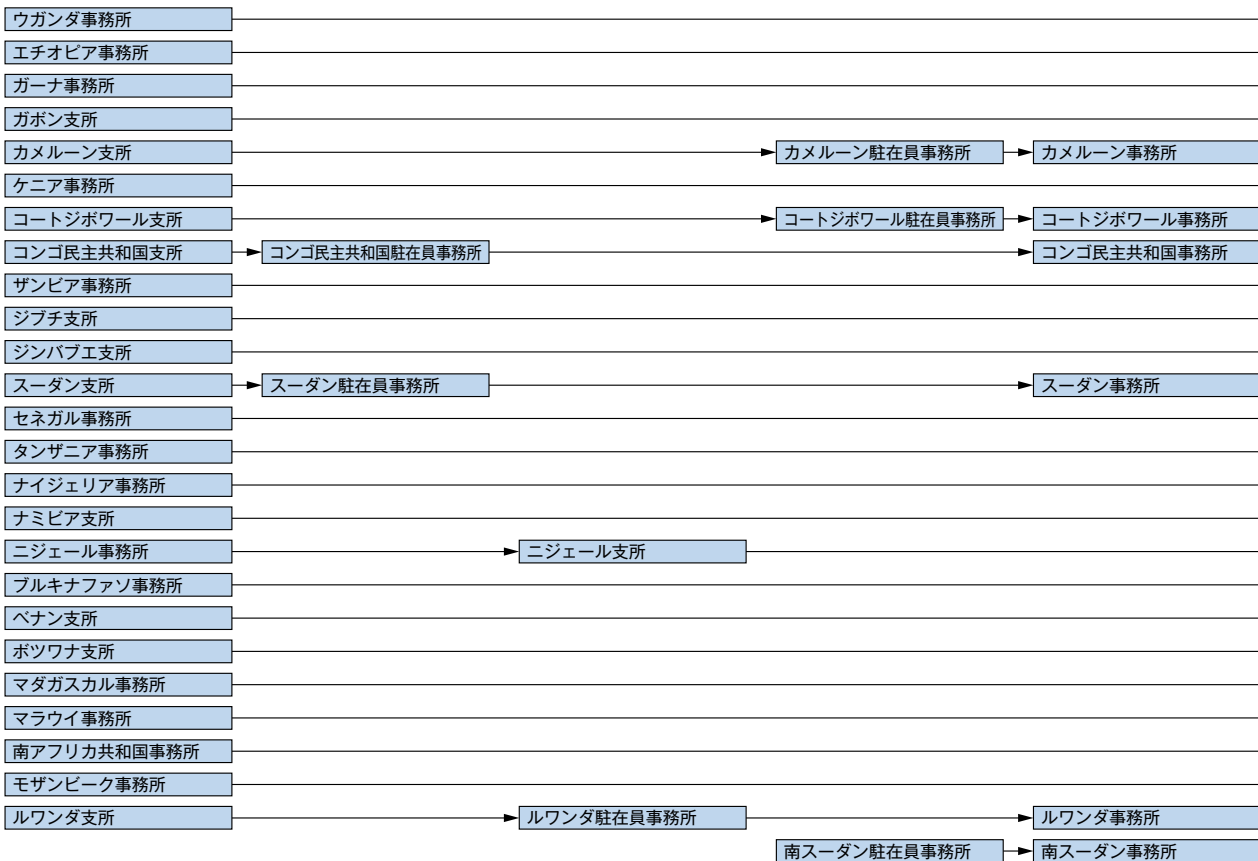 ウガンダ事務所
エチオピア事務所
ガーナ事務所
ガボン支所
カメルーン支所 カメルーン駐在員事務所 カメルーン事務所
ケニア事務所
コートジボワール支所 コートジボワール駐在員事務所 コートジボワール事務所
コンゴ民主共和国支所 コンゴ民主共和国駐在員事務所 コンゴ民主共和国事務所
ザンビア事務所
ジブチ支所
ジンバブエ支所
スーダン支所 スーダン駐在員事務所 スーダン事務所
セネガル事務所
タンザニア事務所
ナイジェリア事務所
ナミビア支所
ニジェール事務所 ニジェール支所
ブルキナファソ事務所
ベナン支所
ボツワナ支所
マダガスカル事務所
マラウイ事務所
南アフリカ共和国事務所
モザンビーク事務所
ルワンダ支所 ルワンダ駐在員事務所 ルワンダ事務所
南スーダン駐在員事務所 南スーダン事務所